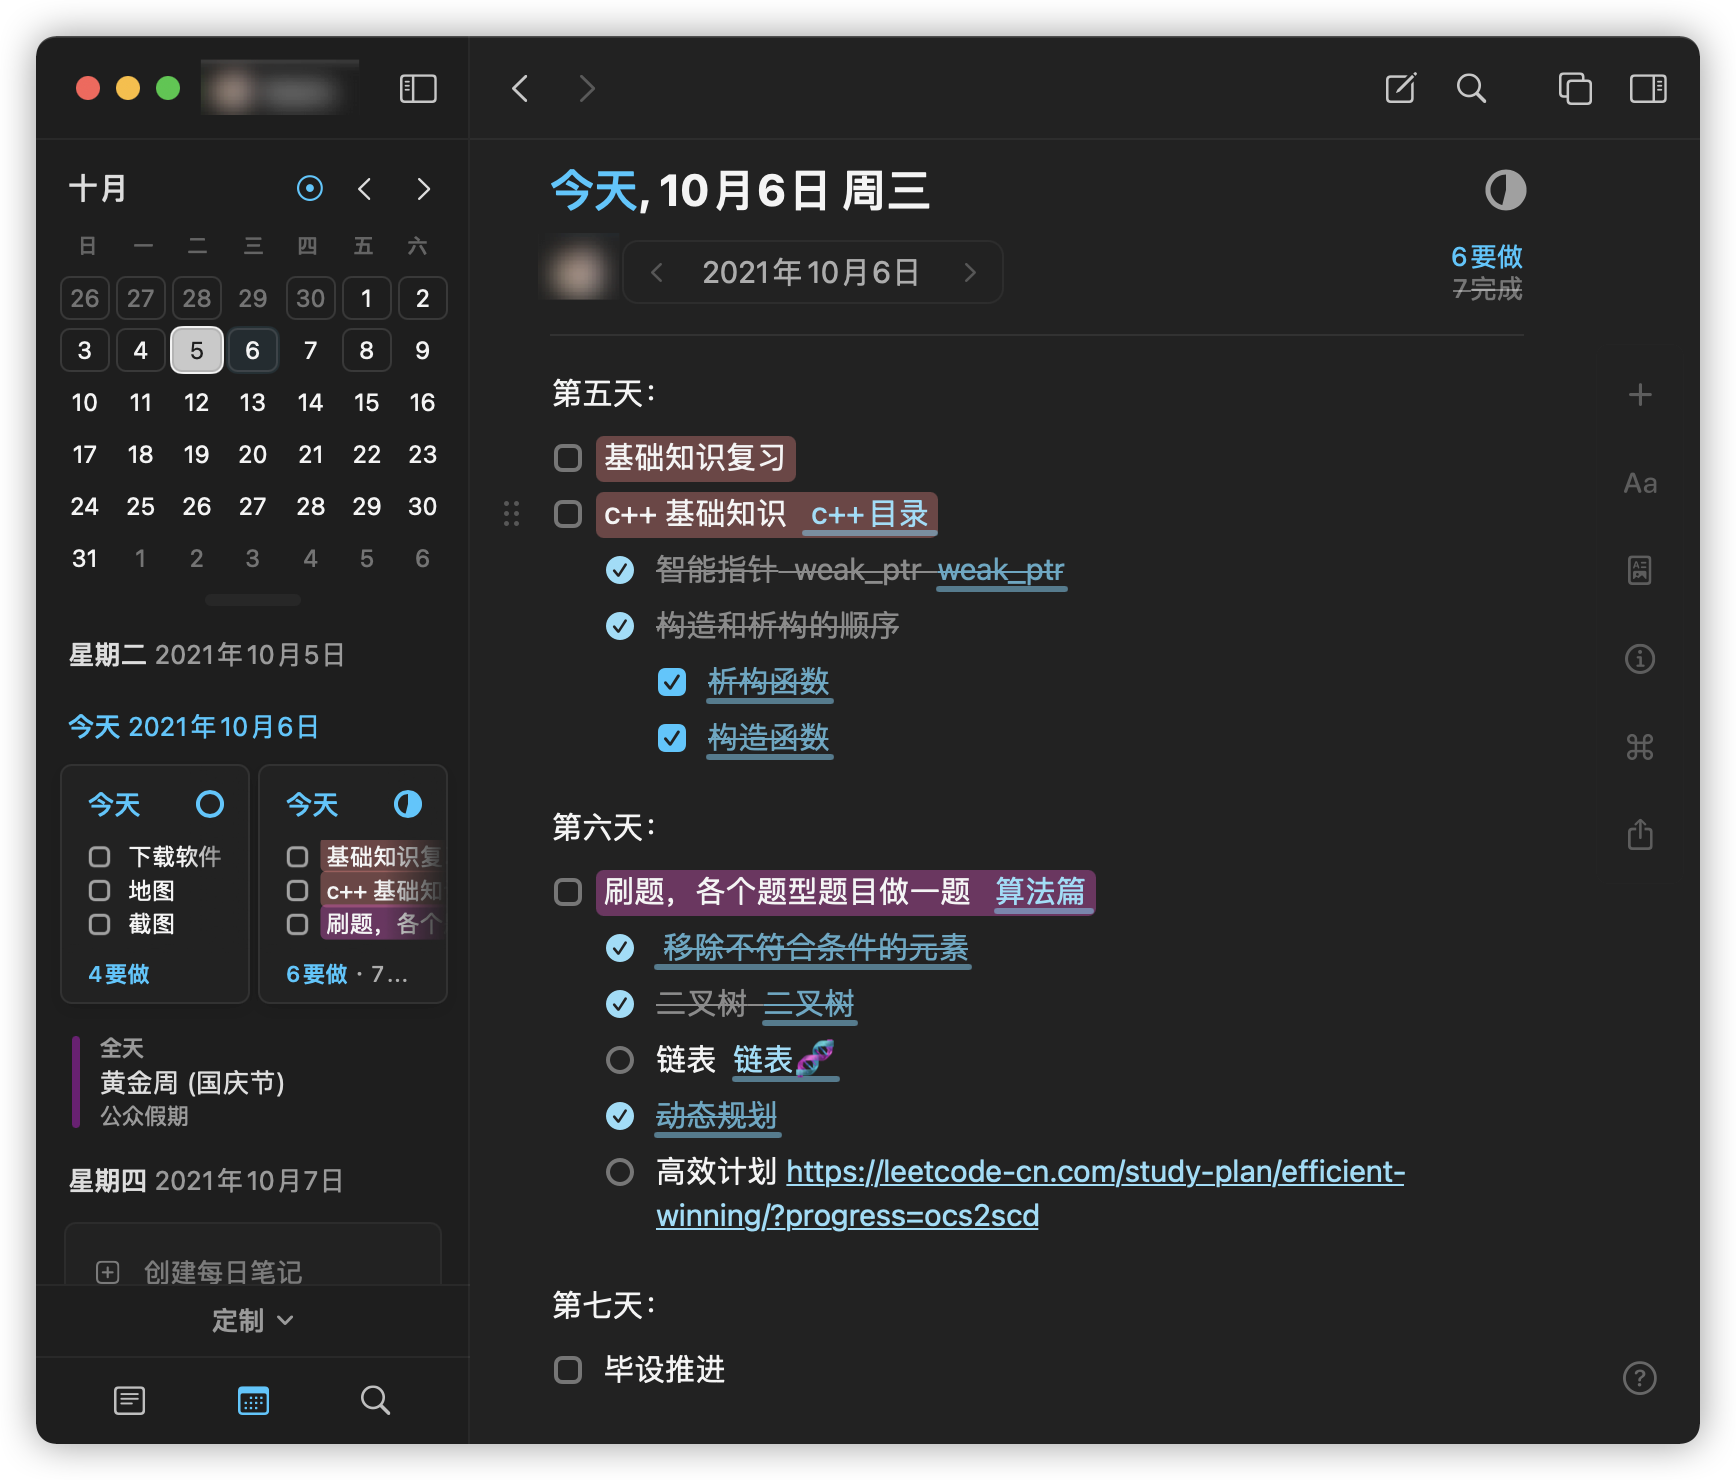 十月
日 一 二 三 四 五 六
26 27 28 29 30 1 2
3 4 5 6 7 8 9
10 11 12 13 14 15 16
17 18 19 20 21 22 23
24 25 26 27 28 29 30
31 1 2 3 4 5 6
星期二 2021年10月5日
今天 2021年10月6日
今天
下载软件
地图
截图
4要做
今天
基础知识复
c++ 基础知
刷题，各个
6要做 · 7...
全天
黄金周 (国庆节)
公众假期
星期四 2021年10月7日
创建每日笔记
定制
今天, 10月6日 周三
2021年10月6日
6要做
7完成
第五天：
基础知识复习
c++ 基础知识 c++目录
智能指针 weak_ptr weak_ptr
构造和析构的顺序
析构函数
构造函数
第六天：
刷题，各个题型题目做一题 算法篇
移除不符合条件的元素
二叉树 二叉树
链表 链表🧬
动态规划
高效计划 https://leetcode-cn.com/study-plan/efficient-
winning/?progress=ocs2scd
第七天：
毕设推进
Aa